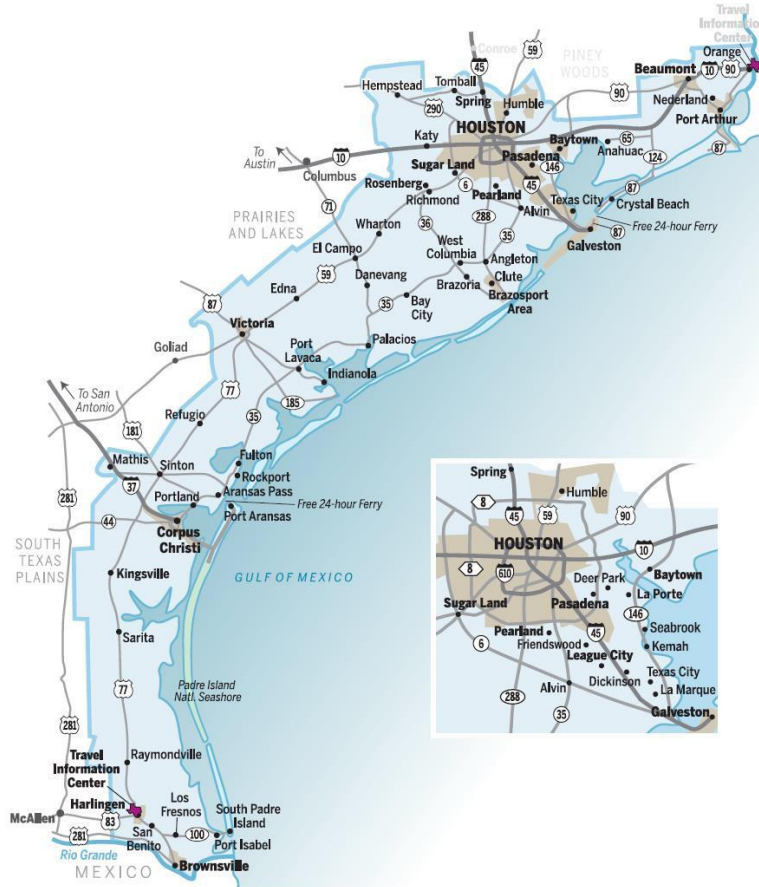 Travel
Information
Center
59
Conroe
45
PINEY
WOODS
Orange
Beaumont
10
90
Tomball
Hempstead
Spring
90
Nederland
290
Humble
Port Arthur
HOUSTON
Katy
Baytown
65
To
Austin
10
Pasadena
146
Anahuac
124
87
Columbus
Sugar Land
6
45
87
Rosenberg
Richmond
Pearland
Texas City
Crystal Beach
71
PRAIRIES
AND LAKES
36
288
Alvin
Free 24-hour Ferry
Wharton
87
Galveston
35
El Campo
West
Columbia
Angleton
59
Danevang
Clute
Edna
Brazoria
35
Bay
City
Brazosport
Area
87
Victoria
Palacios
Goliad
Port
Lavaca
Indianola
To San
Antonio
77
185
Refugio
35
181
Mathis
Sinton
Fulton
37
Rockport
281
Portland
Aransas Pass
Free 24-hour Ferry
44
Port Aransas
Corpus
Christi
SOUTH
TEXAS
PLAINS
Kingsville
GULF OF MEXICO
Sarita
77
Padre Island
Natl. Seashore
281
Travel
Information
Center
Raymondville
Harlingen
Los
Fresnos
South Padre
Island
McAllen
83
San
Benito
100
Port Isabel
281
Rio Grande
Brownsville
MEXICO
Spring
8
Humble
45
59
90
HOUSTON
10
8
610
Baytown
Deer Park
La Porte
Sugar Land
Pasadena
146
Pearland
45
Seabrook
6
Friendswood
Kemah
League City
Texas City
Alvin
Dickinson
La Marque
288
35
Galveston